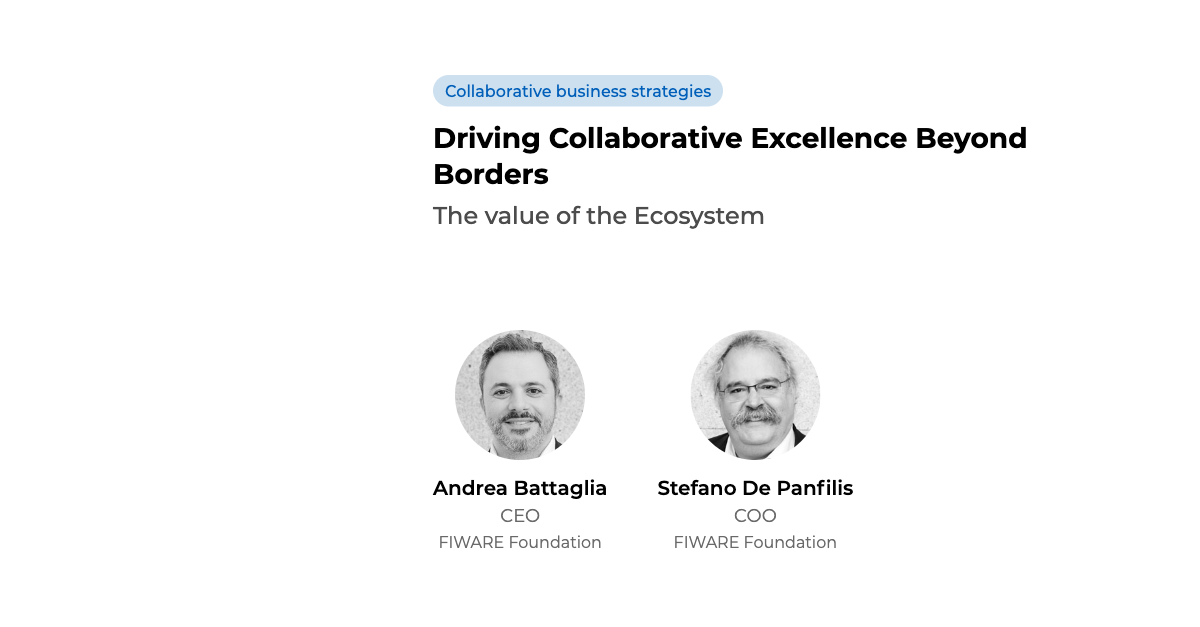 Collaborative business strategies
Driving Collaborative Excellence Beyond
Borders
The value of the Ecosystem
Andrea Battaglia
CEO
FIWARE Foundation
Stefano De Panfilis
COO
FIWARE Foundation